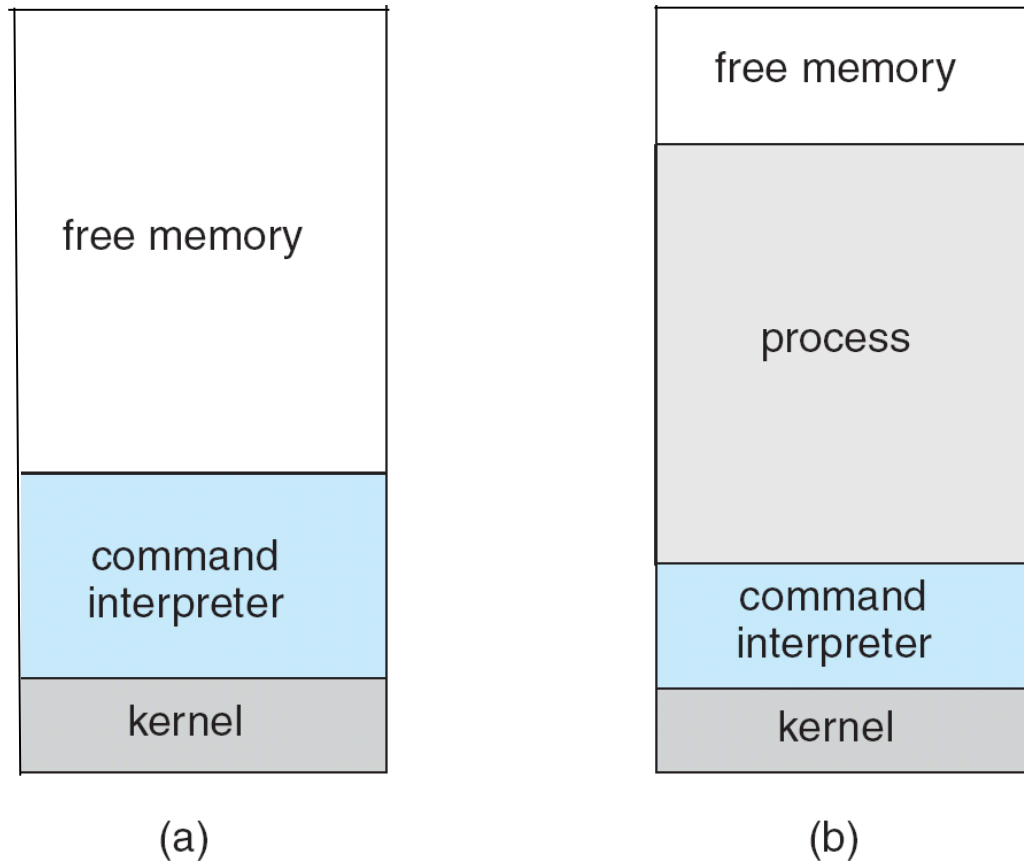 free memory
command
interpreter
kernel
(a)
free memory
process
command
interpreter
kernel
(b)